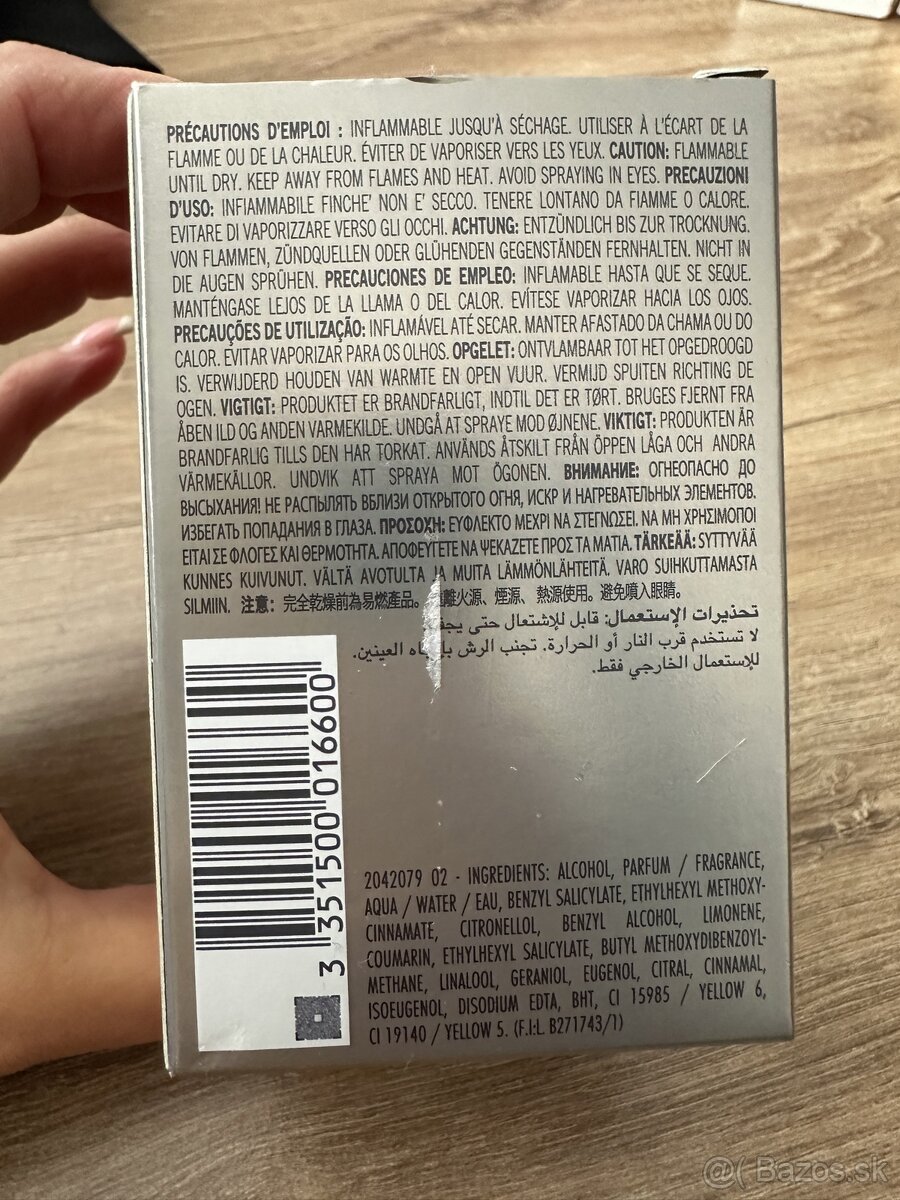 PRÉCAUTIONS D'EMPLOI : INFLAMMABLE JUSQU'À SÉCHAGE. UTILISER À L'ÉCART DE LA
FLAMME OU DE LA CHALEUR. ÉVITER DE VAPORISER VERS LES YEUX. CAUTION: FLAMMABLE
UNTIL DRY. KEEP AWAY FROM FLAMES AND HEAT. AVOID SPRAYING IN EYES. PRECAUZIONI
D'USO: INFIAMMABILE FINCHE' NON E' SECCO. TENERE LONTANO DA FIAMME O CALORE.
EVITARE DI VAPORIZZARE VERSO GLI OCCHI. ACHTUNG: ENTZÜNDLICH BIS ZUR TROCKNUNG.
VON FLAMMEN, ZÜNDQUELLEN ODER GLÜHENDEN GEGENSTÄNDEN FERNHALTEN. NICHT IN
DIE AUGEN SPRÜHEN. PRECAUCIONES DE EMPLEO: INFLAMABLE HASTA QUE SE SEQUE.
MANTÉNGASE LEJOS DE LA LLAMA O DEL CALOR. EVÍTESE VAPORIZAR HACIA LOS OJOS.
PRECAUÇÕES DE UTILIZAÇÃO: INFLAMÁVEL ATÉ SECAR. MANTER AFASTADO DA CHAMA OU DO
CALOR. EVITAR VAPORIZAR PARA OS OLHOS. OPGELET: ONTVLAMBAAR TOT HET OPGEDROOGD
IS. VERWIJDERD HOUDEN VAN WARMTE EN OPEN VUUR. VERMIJD SPUITEN RICHTING DE
OGEN. VIGTIGT: PRODUKTET ER BRANDFARLIGT, INDTIL DET ER TØRT. BRUGES FJERNT FRA
ÅBEN ILD OG ANDEN VARMEKILDE. UNDGÅ AT SPRAYE MOD ØJNENE. VIKTIGT: PRODUKTEN ÄR
BRANDFARLIG TILLS DEN HAR TORKAT. ANVÄNDS ÅTSKILT FRÅN ÖPPEN LÅGA OCH ANDRA
VÄRMEKÄLLOR. UNDVIK ATT SPRAYA MOT ÖGONEN. ВНИМАНИЕ: ОГНЕОПАСНО ДО
ВЫСЫХАНИЯ! НЕ РАСПЫЛЯТЬ ВБЛИЗИ ОТКРЫТОГО ОГНЯ, ИСКР И НАГРЕВАТЕЛЬНЫХ ЭЛЕМЕНТОВ.
ИЗБЕГАТЬ ПОПАДАНИЯ В ГЛАЗА. ΠΡΟΣΟΧΗ: ΕΥΦΛΕΚΤΟ ΜΕΧΡΙ ΝΑ ΣΤΕΓΝΩΣΕΙ. ΝΑ ΜΗ ΧΡΗΣΙΜΟΠΟΙ
ΕΙΤΑΙ ΣΕ ΦΛΟΓΕΣ ΚΑΙ ΘΕΡΜΟΤΗΤΑ. ΑΠΟΦΕΥΓΕΤΕ ΝΑ ΨΕΚΑΖΕΤΕ ΠΡΟΣ ΤΑ ΜΑΤΙΑ. TÄRKEÄÄ: SYTTYVÄÄ
KUNNES KUIVUNUT. VÄLTÄ AVOTULTA JA MUITA LÄMMÖNLÄHTEITÄ. VARO SUIHKUTTAMASTA
SILMIIN. 注意: 完全乾燥前為易燃產品。離火源、煙源、熱源使用。避免噴入眼睛。
تحذيرات الإستعمال: قابل للإشتعال حتى يجف
لا تستخدم قرب النار أو الحرارة. تجنب الرش العينين.
للإستعمال الخارجي فقط.
3 351500 016600
2042079 02 - INGREDIENTS: ALCOHOL, PARFUM / FRAGRANCE,
AQUA / WATER / EAU, BENZYL SALICYLATE, ETHYLHEXYL METHOXY-
CINNAMATE, CITRONELLOL, BENZYL ALCOHOL, LIMONENE,
COUMARIN, ETHYLHEXYL SALICYLATE, BUTYL METHOXYDIBENZOYL-
METHANE, LINALOOL, GERANIOL, EUGENOL, CITRAL, CINNAMAL,
ISOEUGENOL, DISODIUM EDTA, BHT, CI 15985 / YELLOW 6,
CI 19140 / YELLOW 5. (F.I.L. B271743/1)
@( Bazos.sk